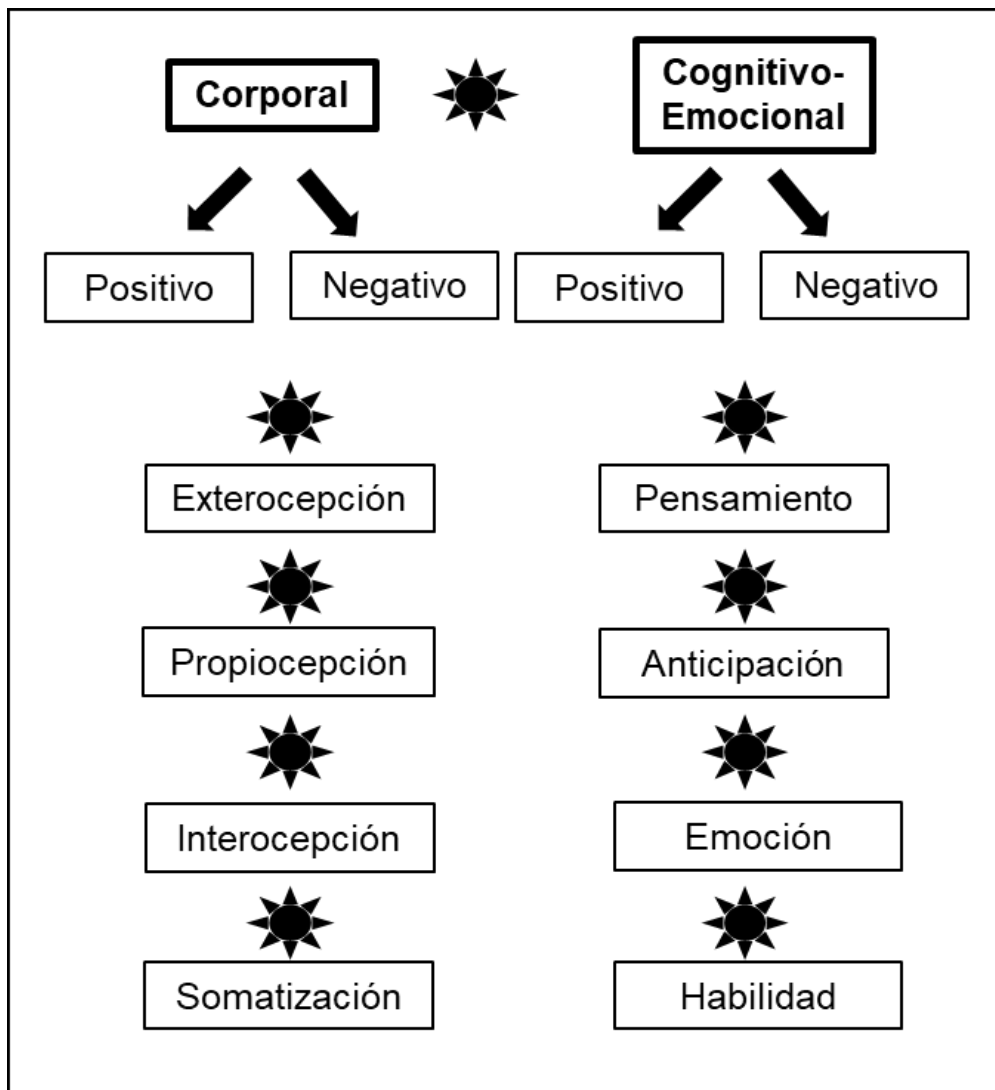 Corporal
Cognitivo-
Emocional
Positivo
Negativo
Positivo
Negativo
Exterocepción
Pensamiento
Propiocepción
Anticipación
Interocepción
Emoción
Somatización
Habilidad